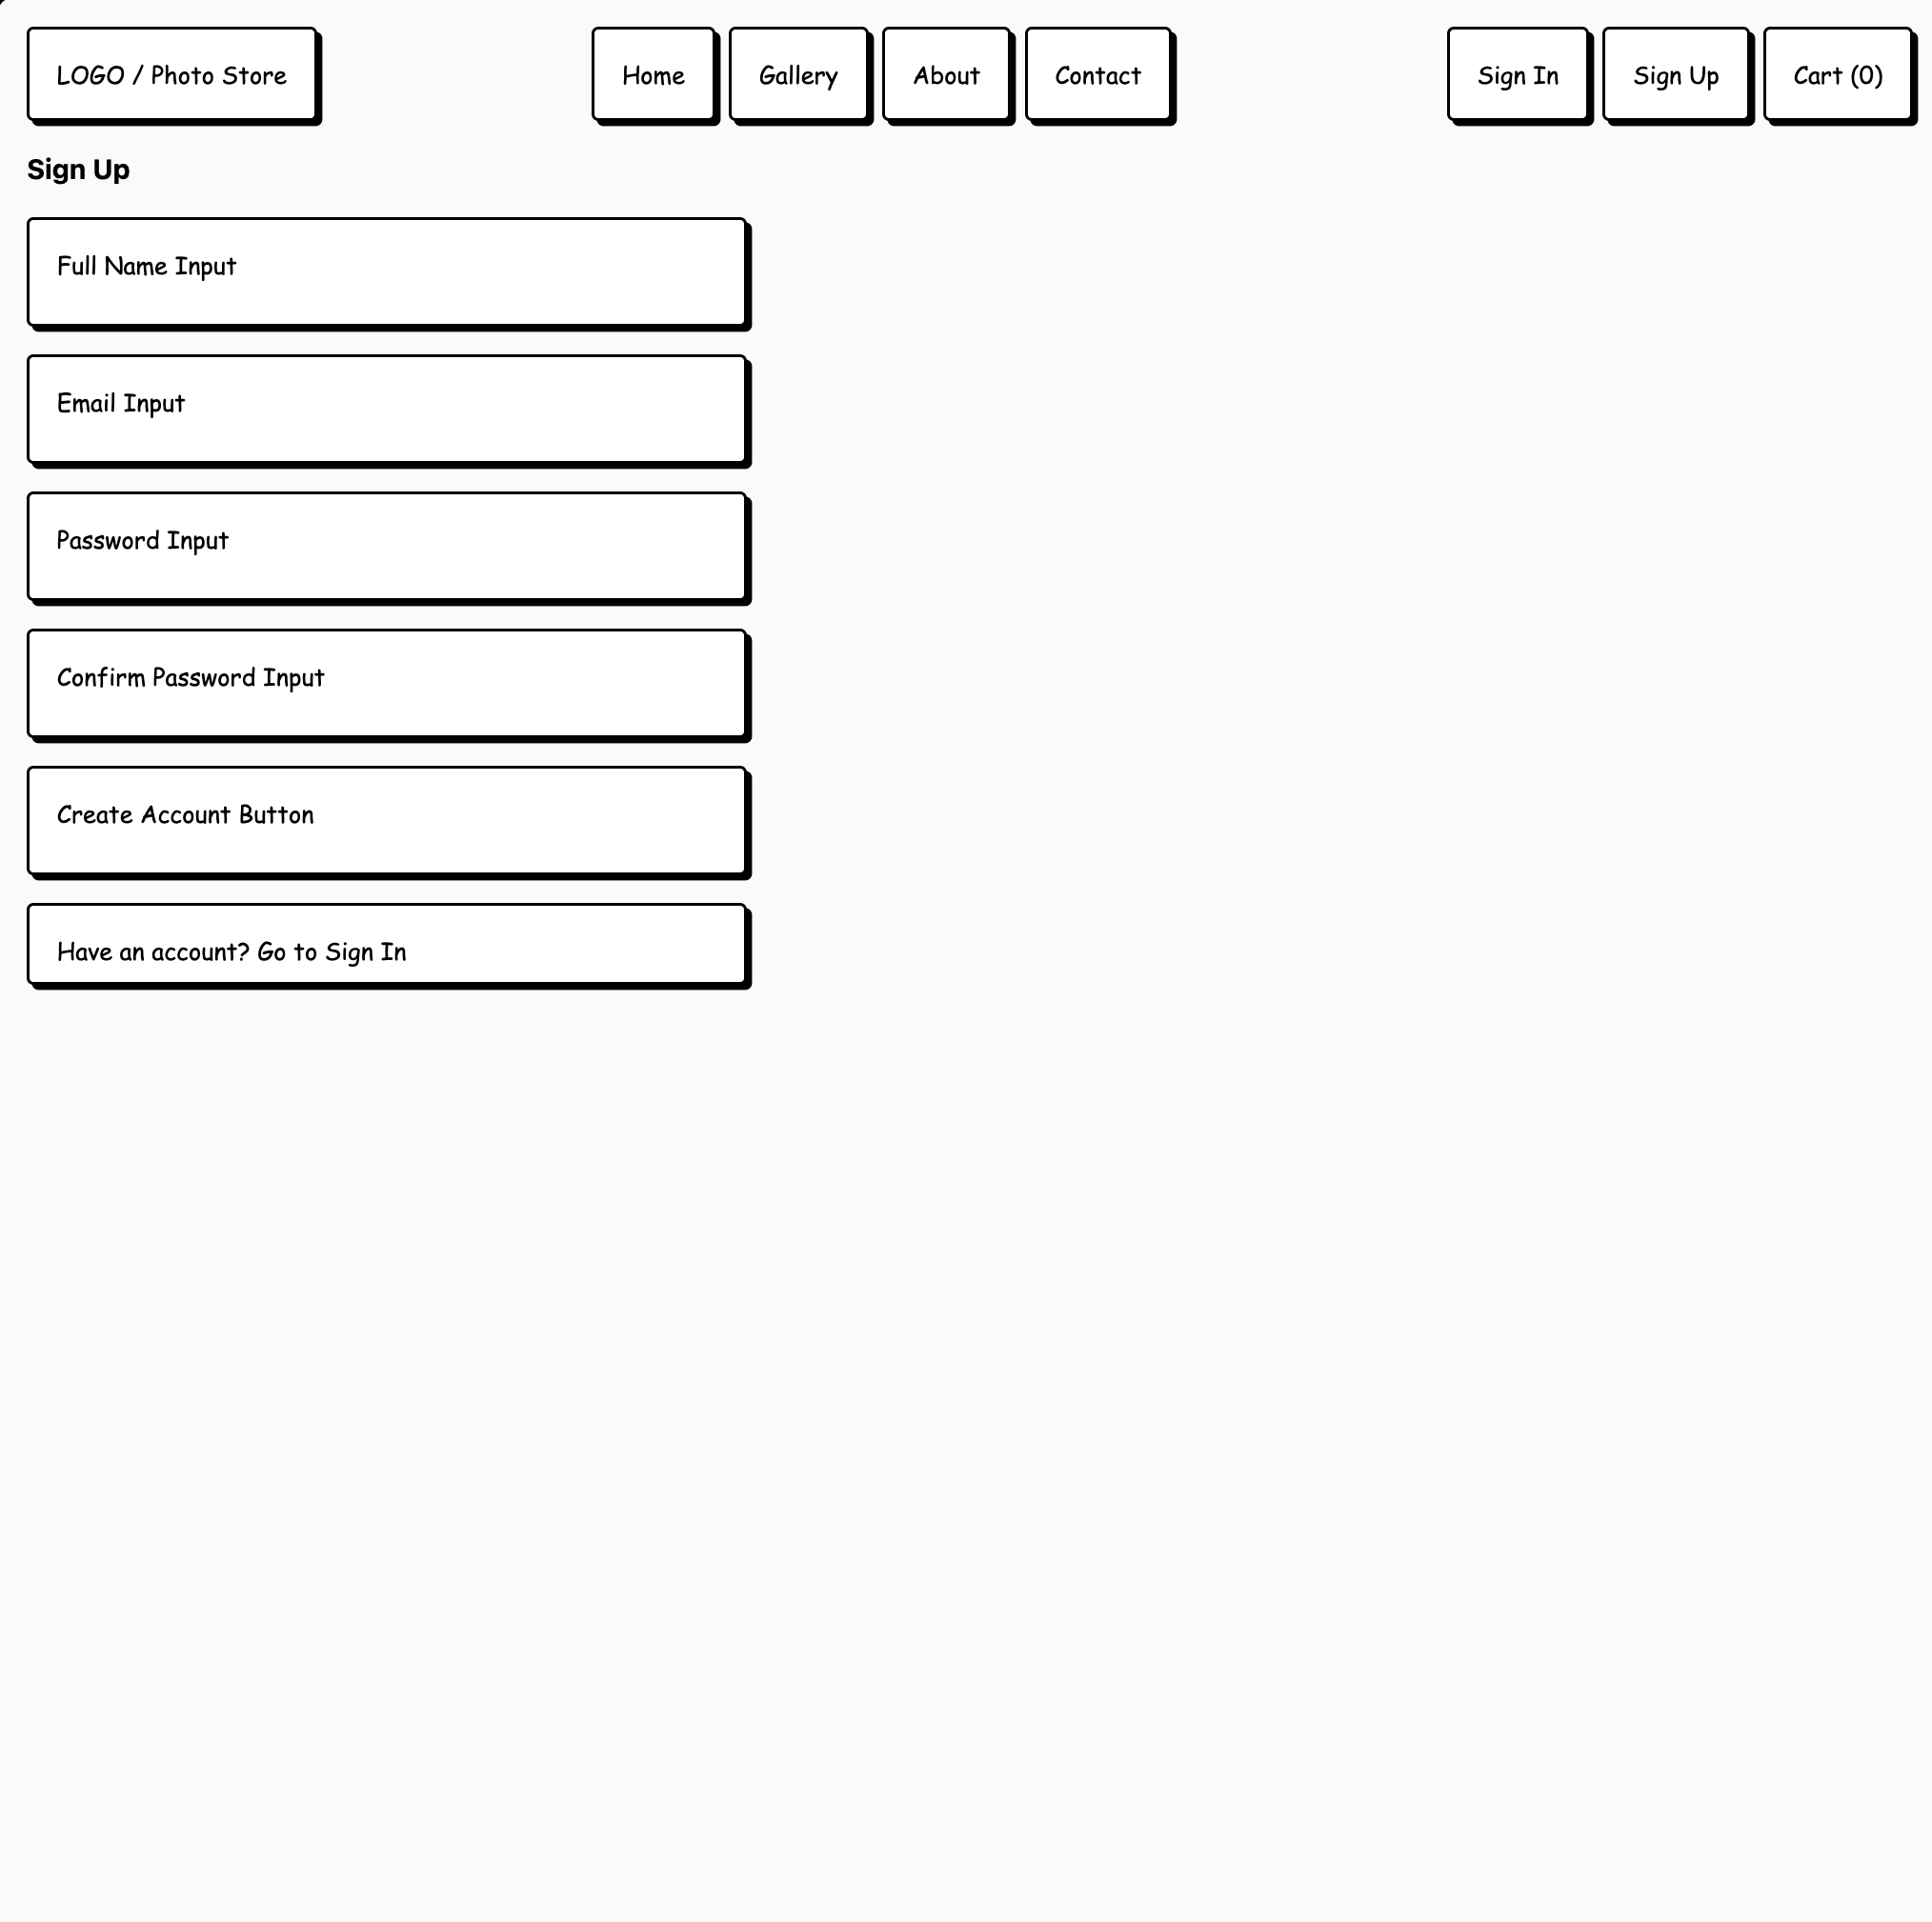 LOGO / Photo Store
Home
Gallery
About
Contact
Sign In
Sign Up
Cart (0)
Sign Up
Full Name Input
Email Input
Password Input
Confirm Password Input
Create Account Button
Have an account? Go to Sign In